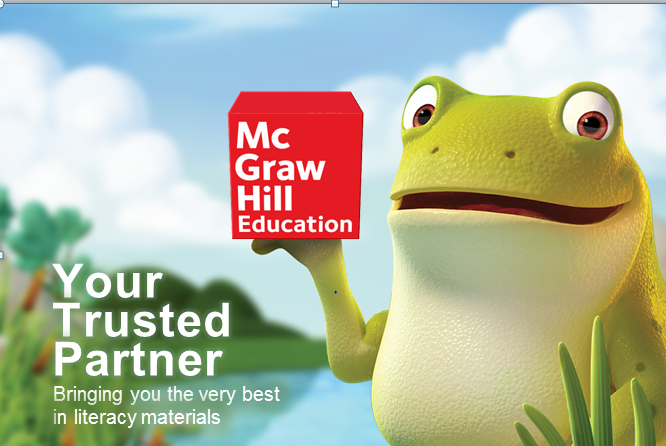 Mc
Graw
Hill
Education
Your
Trusted
Partner
Bringing you the very best
in literacy materials